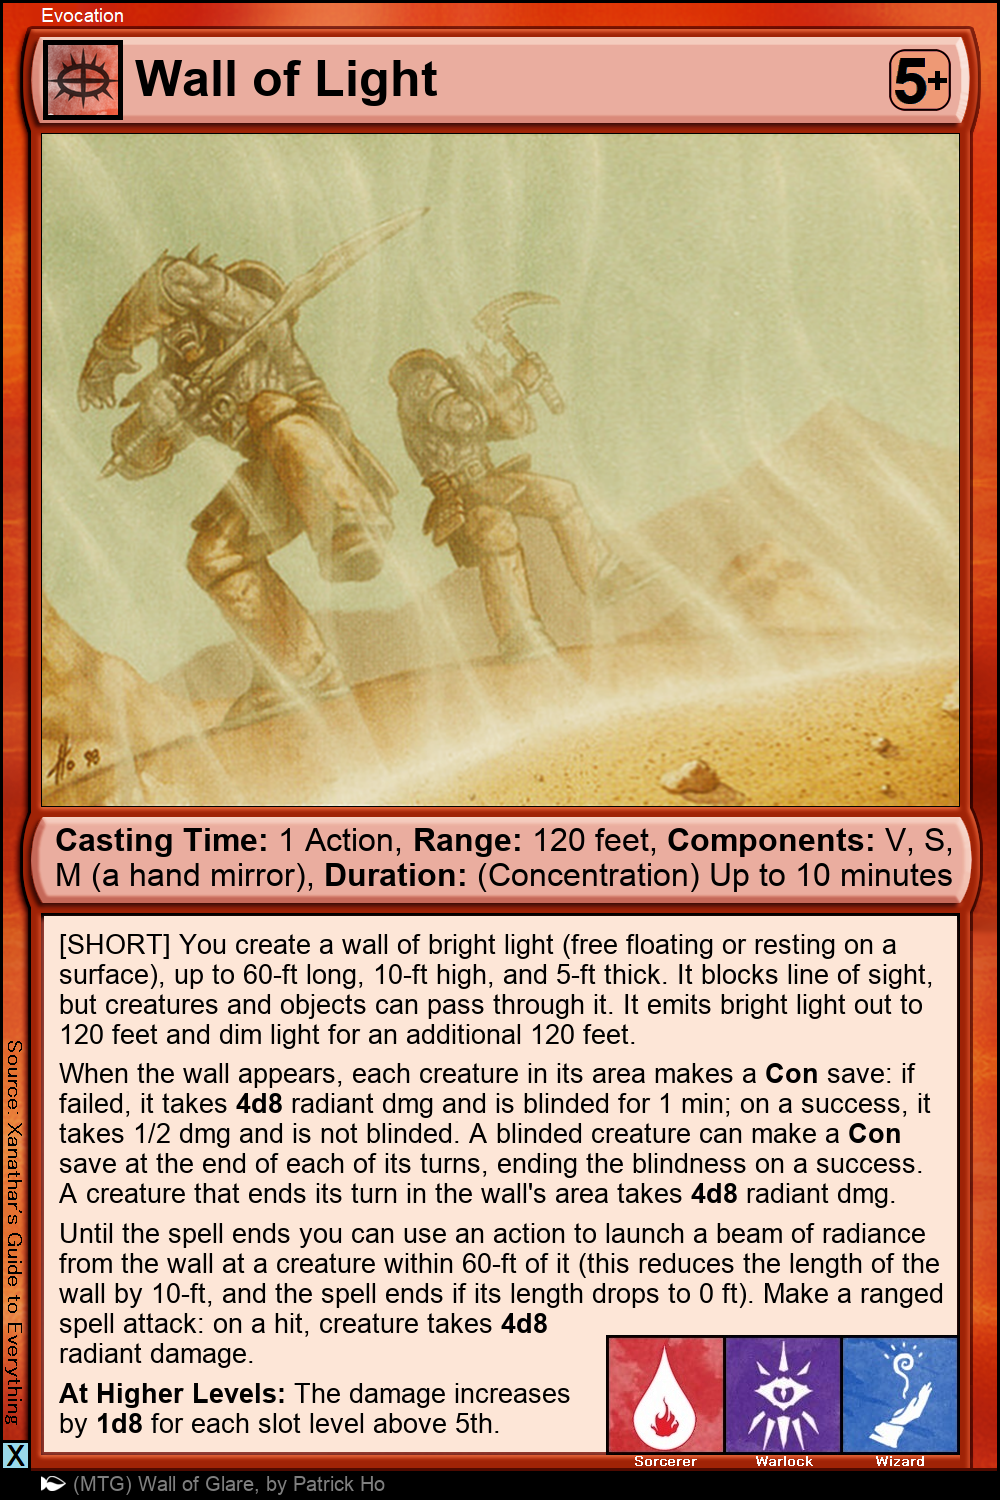 Evocation
Wall of Light
5+
Casting Time: 1 Action, Range: 120 feet, Components: V, S,
M (a hand mirror), Duration: (Concentration) Up to 10 minutes
[SHORT] You create a wall of bright light (free floating or resting on a
surface), up to 60-ft long, 10-ft high, and 5-ft thick. It blocks line of sight,
but creatures and objects can pass through it. It emits bright light out to
120 feet and dim light for an additional 120 feet.
When the wall appears, each creature in its area makes a Con save: if
failed, it takes 4d8 radiant dmg and is blinded for 1 min; on a success, it
takes 1/2 dmg and is not blinded. A blinded creature can make a Con
save at the end of each of its turns, ending the blindness on a success.
A creature that ends its turn in the wall's area takes 4d8 radiant dmg.
Until the spell ends you can use an action to launch a beam of radiance
from the wall at a creature within 60-ft of it (this reduces the length of the
wall by 10-ft, and the spell ends if its length drops to 0 ft). Make a ranged
spell attack: on a hit, creature takes 4d8
radiant damage.
At Higher Levels: The damage increases
by 1d8 for each slot level above 5th.
Sorcerer
Warlock
Wizard
Source: Xanathar's Guide to Everything
X
(MTG) Wall of Glare, by Patrick Ho
Ho 98